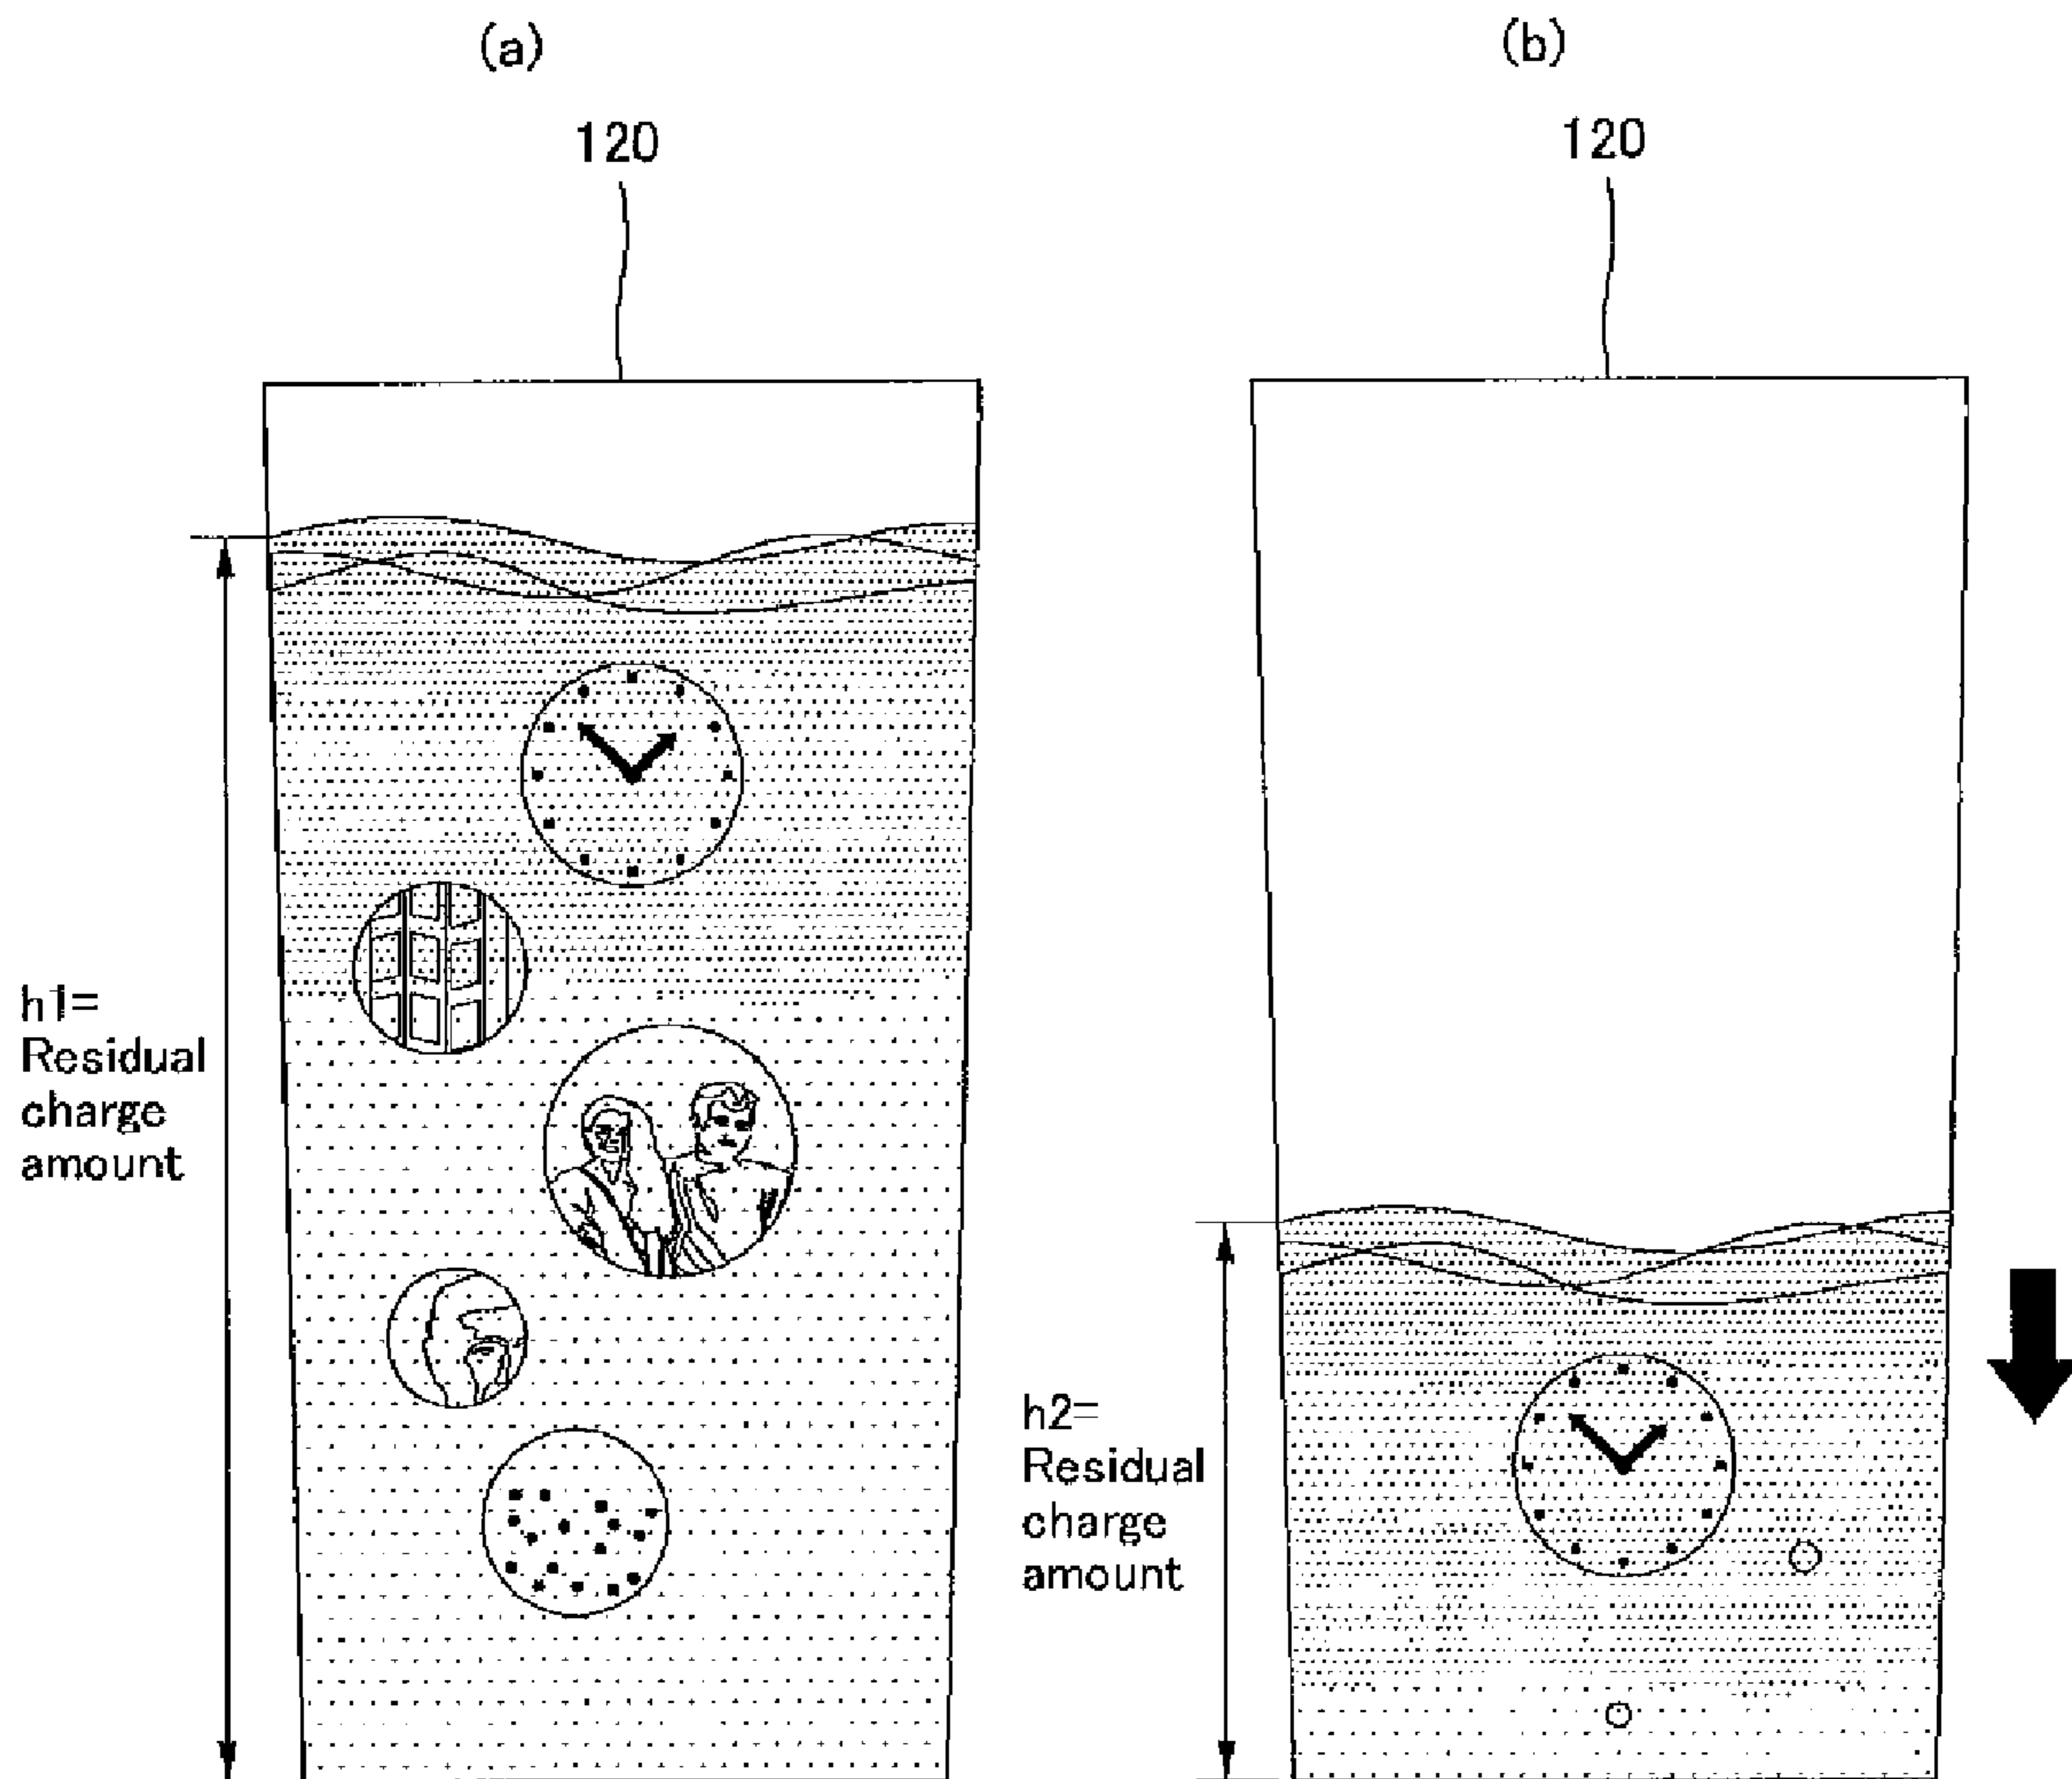 (a)
(b)
120
120
h1=
Residual
charge
amount
h2=
Residual
charge
amount